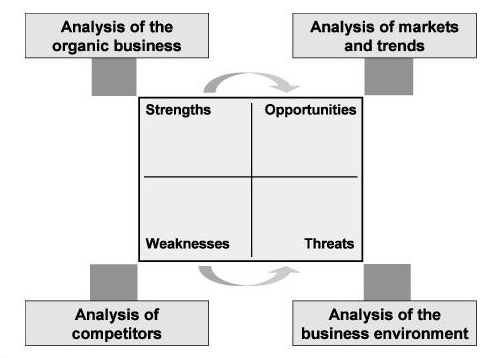 Analysis of the
organic business
Analysis of markets
and trends
Strengths
Opportunities
Weaknesses
Threats
Analysis of
competitors
Analysis of the
business environment